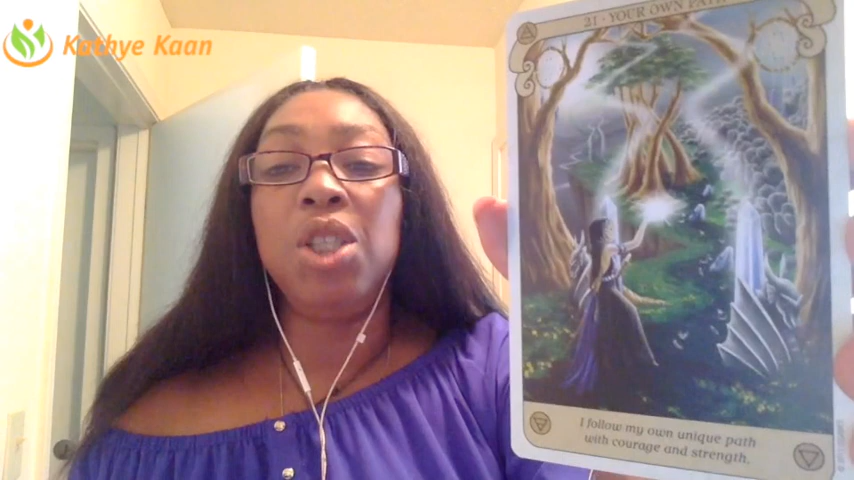 Kathye Kaan
21 · YOUR OWN PATH
I follow my own unique path
with courage and strength.